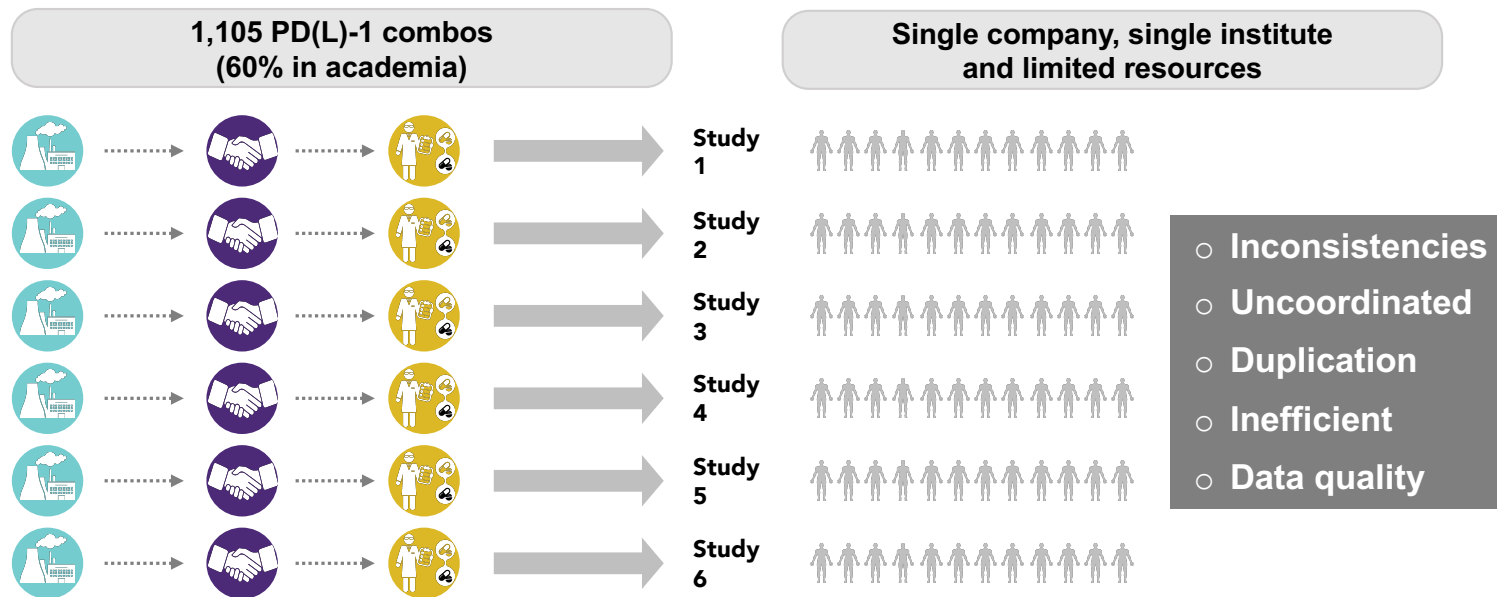 1,105 PD(L)-1 combos
(60% in academia)
Single company, single institute
and limited resources
Study
1
Study
2
Study
3
Study
4
Study
5
Study
6
o Inconsistencies
o Uncoordinated
o Duplication
o Inefficient
o Data quality